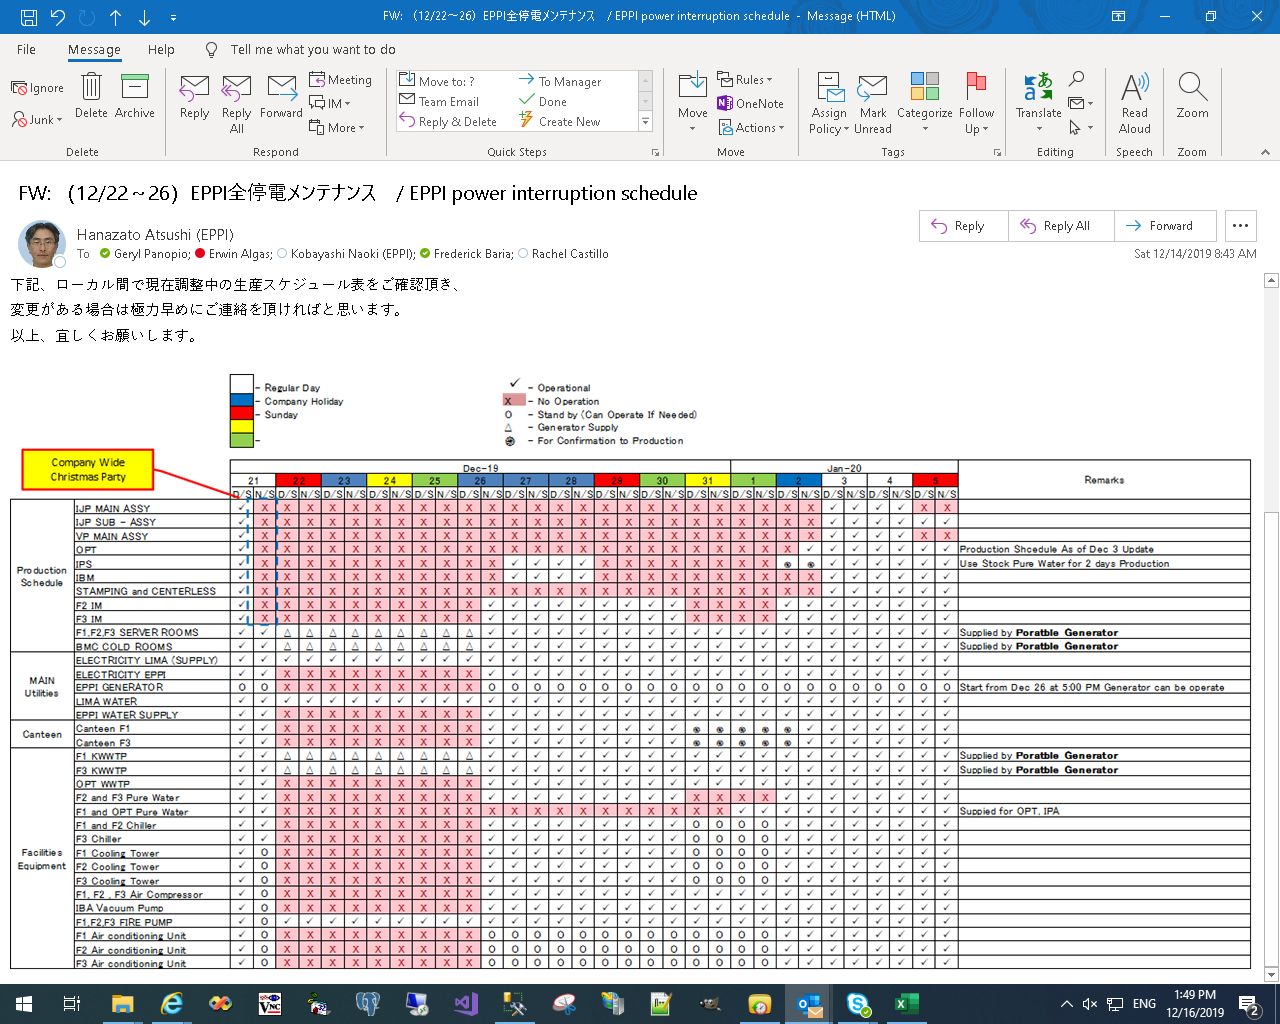 FW: （12/22～26）EPPI全停電メンテナンス　/ EPPI power interruption schedule - Message (HTML)
File Message Help Tell me what you want to do
Ignore
Junk
Delete
Archive
Reply
Reply All
Forward
Meeting
IM
More
Move to: ?
Team Email
Reply & Delete
To Manager
Done
Create New
Move
Rules
OneNote
Actions
Assign Policy
Mark Unread
Categorize
Follow Up
Translate
Read Aloud
Zoom
Delete Respond Quick Steps Move Tags Editing Speech Zoom
FW: （12/22～26）EPPI全停電メンテナンス　/ EPPI power interruption schedule
Hanazato Atsushi (EPPI)
To Geryl Panopio; Erwin Algas; Kobayashi Naoki (EPPI); Frederick Baria; Rachel Castillo
Reply Reply All Forward ...
Sat 12/14/2019 8:43 AM
下記、ローカル間で現在調整中の生産スケジュール表をご確認頂き、
変更がある場合は極力早めにご連絡を頂ければと思います。
以上、宜しくお願いします。
- Regular Day
- Company Holiday
- Sunday
-
✓ - Operational
X - No Operation
O - Stand by (Can Operate If Needed)
△ - Generator Supply
- For Confirmation to Production
Company Wide
Christmas Party
Dec-19 Jan-20 Remarks
21 22 23 24 25 26 27 28 29 30 31 1 2 3 4 5
D/S N/S D/S N/S D/S N/S D/S N/S D/S N/S D/S N/S D/S N/S D/S N/S D/S N/S D/S N/S D/S N/S D/S N/S D/S N/S D/S N/S D/S N/S D/S N/S
Production Schedule
IJP MAIN ASSY
IJP SUB - ASSY
VP MAIN ASSY
OPT Production Shcedule As of Dec 3 Update
IPS Use Stock Pure Water for 2 days Production
IBM
STAMPING and CENTERLESS
F2 IM
F3 IM
F1,F2,F3 SERVER ROOMS Supplied by Poratble Generator
BMC COLD ROOMS Supplied by Poratble Generator
MAIN Utilities
ELECTRICITY LIMA (SUPPLY)
ELECTRICITY EPPI
EPPI GENERATOR Start from Dec 26 at 5:00 PM Generator can be operate
LIMA WATER
EPPI WATER SUPPLY
Canteen
Canteen F1
Canteen F3
Facilities Equipment
F1 KWWTP Supplied by Poratble Generator
F3 KWWTP Supplied by Poratble Generator
OPT WWTP
F2 and F3 Pure Water
F1 and OPT Pure Water Suppied for OPT, IPA
F1 and F2 Chiller
F3 Chiller
F1 Cooling Tower
F2 Cooling Tower
F3 Cooling Tower
F1, F2 , F3 Air Compressor
IBA Vacuum Pump
F1,F2,F3 FIRE PUMP
F1 Air conditioning Unit
F2 Air conditioning Unit
F3 Air conditioning Unit
ENG
1:49 PM
12/16/2019
2